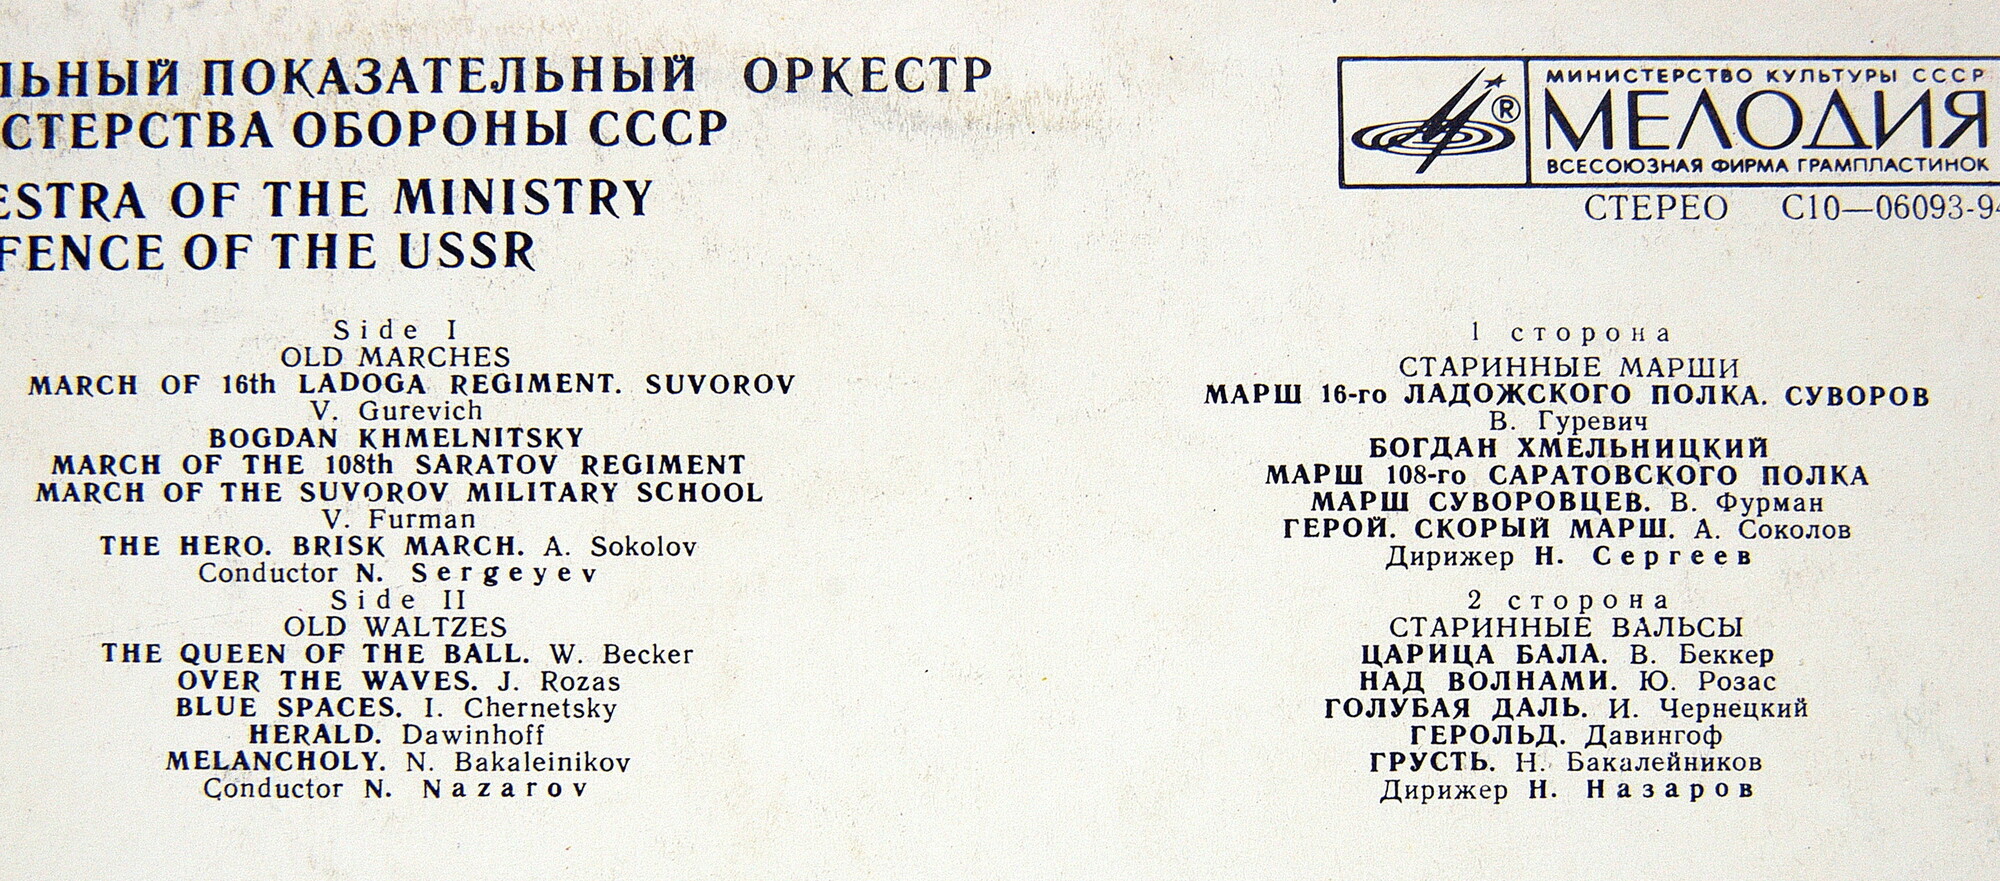 ЛЬНЫЙ ПОКАЗАТЕЛЬНЫЙ ОРКЕСТР
СТЕРСТВА ОБОРОНЫ СССР
ESTRA OF THE MINISTRY
FENCE OF THE USSR
®
МИНИСТЕРСТВО КУЛЬТУРЫ СССР
МЕЛОДИЯ
ВСЕСОЮЗНАЯ ФИРМА ГРАМПЛАСТИНОК
СТЕРЕО С10—06093-94
Side I
OLD MARCHES
MARCH OF 16th LADOGA REGIMENT. SUVOROV
V. Gurevich
BOGDAN KHMELNITSKY
MARCH OF THE 108th SARATOV REGIMENT
MARCH OF THE SUVOROV MILITARY SCHOOL
V. Furman
THE HERO. BRISK MARCH. A. Sokolov
Conductor N. Sergeyev
Side II
OLD WALTZES
THE QUEEN OF THE BALL. W. Becker
OVER THE WAVES. J. Rozas
BLUE SPACES. I. Chernetsky
HERALD. Dawinhoff
MELANCHOLY. N. Bakaleinikov
Conductor N. Nazarov
1 сторона
СТАРИННЫЕ МАРШИ
МАРШ 16-го ЛАДОЖСКОГО ПОЛКА. СУВОРОВ
В. Гуревич
БОГДАН ХМЕЛЬНИЦКИЙ
МАРШ 108-го САРАТОВСКОГО ПОЛКА
МАРШ СУВОРОВЦЕВ. В. Фурман
ГЕРОЙ. СКОРЫЙ МАРШ. А. Соколов
Дирижер Н. Сергеев
2 сторона
СТАРИННЫЕ ВАЛЬСЫ
ЦАРИЦА БАЛА. В. Беккер
НАД ВОЛНАМИ. Ю. Розас
ГОЛУБАЯ ДАЛЬ. И. Чернецкий
ГЕРОЛЬД. Давингоф
ГРУСТЬ. Н. Бакалейников
Дирижер Н. Назаров